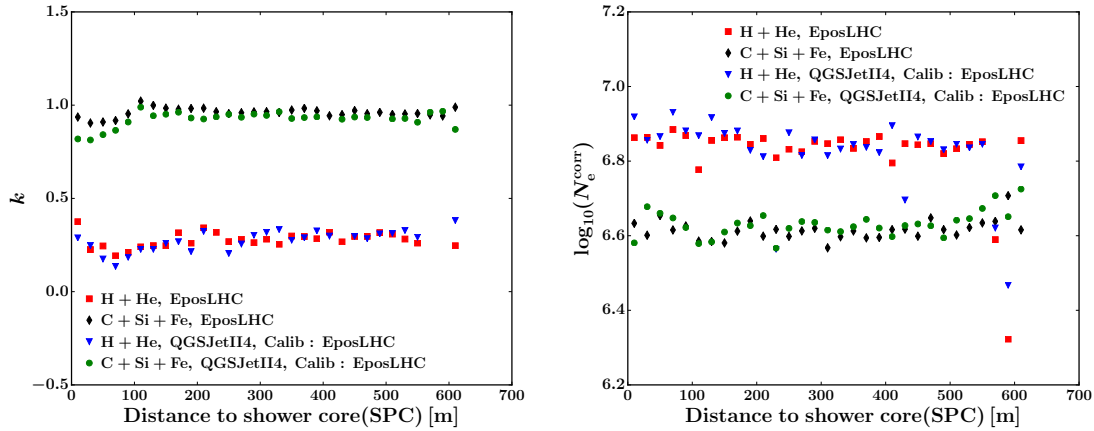 1.5
1.0
k
0.5
0.0
−0.5
H + He, EposLHC
C + Si + Fe, EposLHC
H + He, QGSJetII4, Calib : EposLHC
C + Si + Fe, QGSJetII4, Calib : EposLHC
0 100 200 300 400 500 600 700
Distance to shower core(SPC) [m]
7.2
7.0
6.8
log₁₀(Nₑᶜᵒʳʳ)
6.6
6.4
6.2
H + He, EposLHC
C + Si + Fe, EposLHC
H + He, QGSJetII4, Calib : EposLHC
C + Si + Fe, QGSJetII4, Calib : EposLHC
0 100 200 300 400 500 600 700
Distance to shower core(SPC) [m]